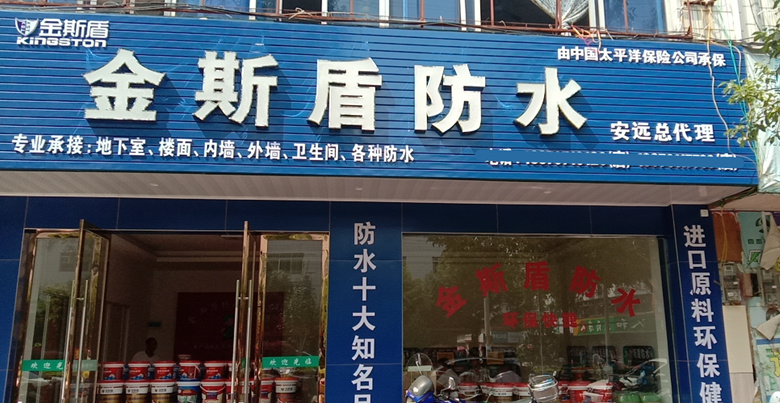 金斯盾
KINGSTON
由中国太平洋保险公司承保
金斯盾防水
安远总代理
专业承接：地下室、楼面、内墙、外墙、卫生间、各种防水
防水十大知名品
进口原料环保健
金斯盾防水
欢迎光临
欢迎光临